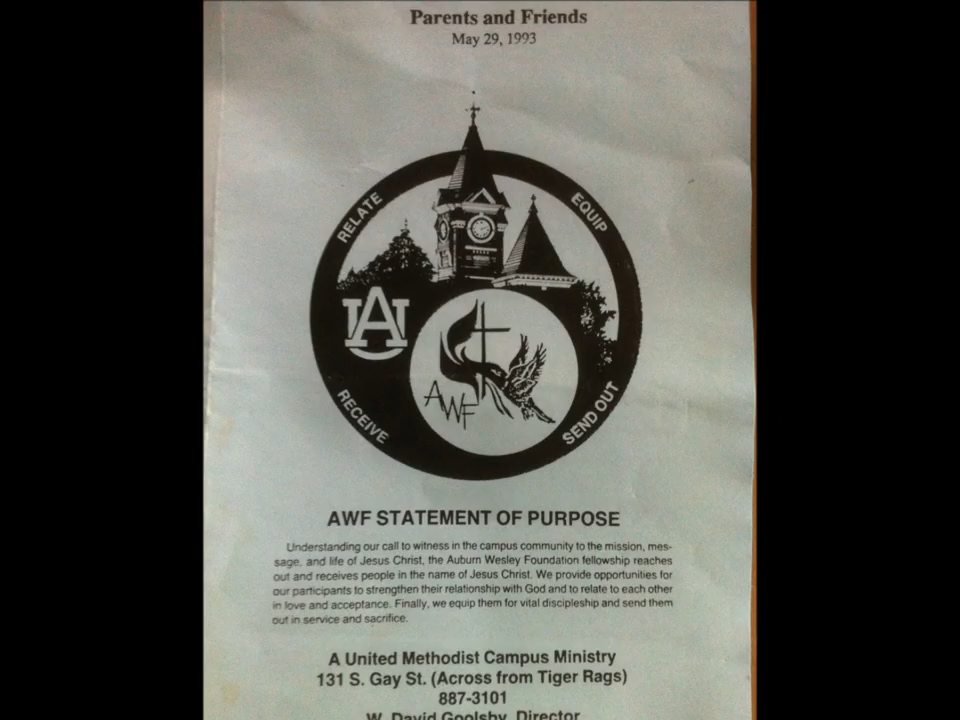 Parents and Friends
May 29, 1993
RELATE
EQUIP
AU
AWF
RECEIVE
SEND OUT
AWF STATEMENT OF PURPOSE
Understanding our call to witness in the campus community to the mission, mes-
sage, and life of Jesus Christ, the Auburn Wesley Foundation fellowship reaches
out and receives people in the name of Jesus Christ. We provide opportunities for
our participants to strengthen their relationship with God and to relate to each other
in love and acceptance. Finally, we equip them for vital discipleship and send them
out in service and sacrifice.
A United Methodist Campus Ministry
131 S. Gay St. (Across from Tiger Rags)
887-3101
W. David Goolsby, Director